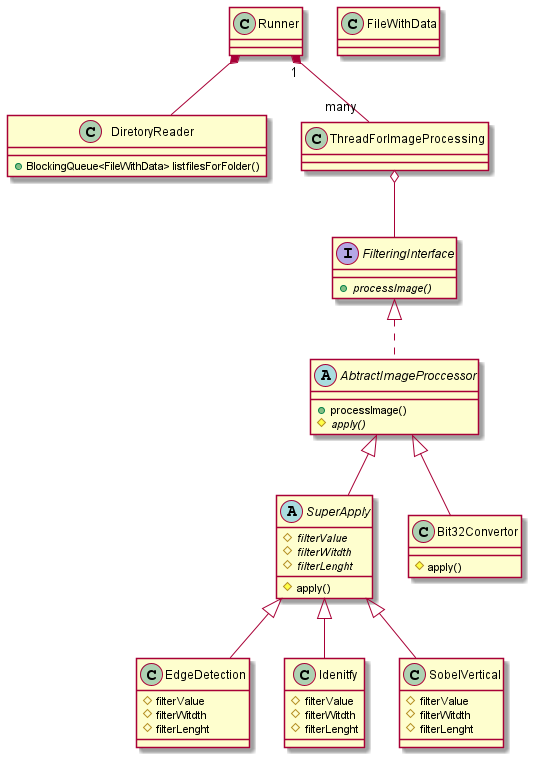 C Runner
C FileWithData
1
many
C DiretoryReader
BlockingQueue<FileWithData> listfilesForFolder()
C ThreadForImageProcessing
I FilteringInterface
processImage()
A AbtractImageProccessor
processImage()
apply()
A SuperApply
filterValue
filterWitdth
filterLenght
apply()
C Bit32Convertor
apply()
C EdgeDetection
filterValue
filterWitdth
filterLenght
C Idenitfy
filterValue
filterWitdth
filterLenght
C SobelVertical
filterValue
filterWitdth
filterLenght